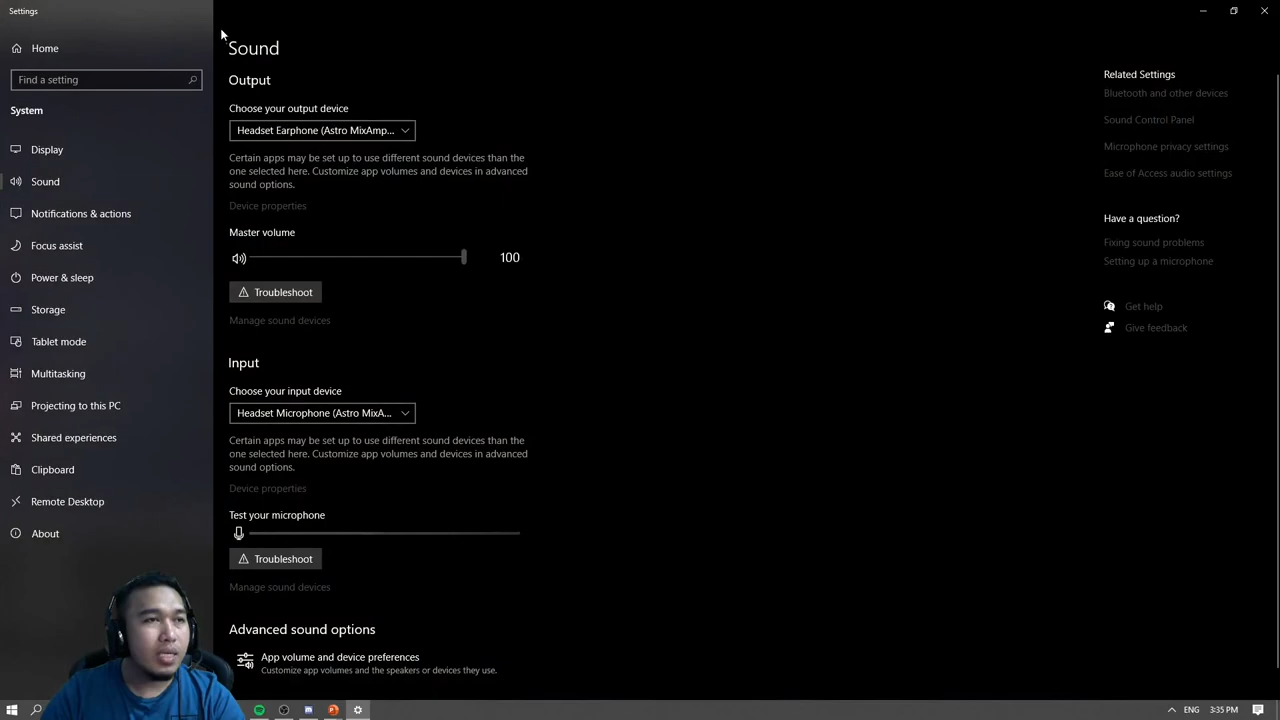 Settings
Home
Find a setting
System
Display
Sound
Notifications & actions
Focus assist
Power & sleep
Storage
Tablet mode
Multitasking
Projecting to this PC
Shared experiences
Clipboard
Remote Desktop
About
Sound
Output
Choose your output device
Headset Earphone (Astro MixAmp...
Certain apps may be set up to use different sound devices than the
one selected here. Customize app volumes and devices in advanced
sound options.
Device properties
Master volume
100
Troubleshoot
Manage sound devices
Input
Choose your input device
Headset Microphone (Astro MixA...
Certain apps may be set up to use different sound devices than the
one selected here. Customize app volumes and devices in advanced
sound options.
Device properties
Test your microphone
Troubleshoot
Manage sound devices
Advanced sound options
App volume and device preferences
Customize app volumes and the speakers or devices they use.
Related Settings
Bluetooth and other devices
Sound Control Panel
Microphone privacy settings
Ease of Access audio settings
Have a question?
Fixing sound problems
Setting up a microphone
Get help
Give feedback
ENG 3:35 PM